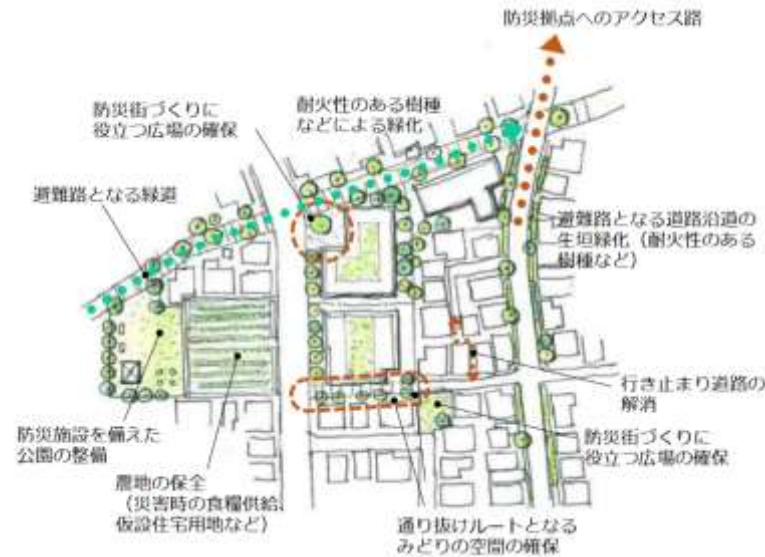 防災拠点へのアクセス路
防災街づくりに
役立つ広場の確保
耐火性のある樹種
などによる緑化
避難路となる緑道
避難路となる道路沿道の
生垣緑化（耐火性のある
樹種など）
行き止まり道路の
解消
防災施設を備えた
公園の整備
防災街づくりに
役立つ広場の確保
農地の保全
（災害時の食糧供給、
仮設住宅用地など）
通り抜けルートとなる
みどりの空間の確保